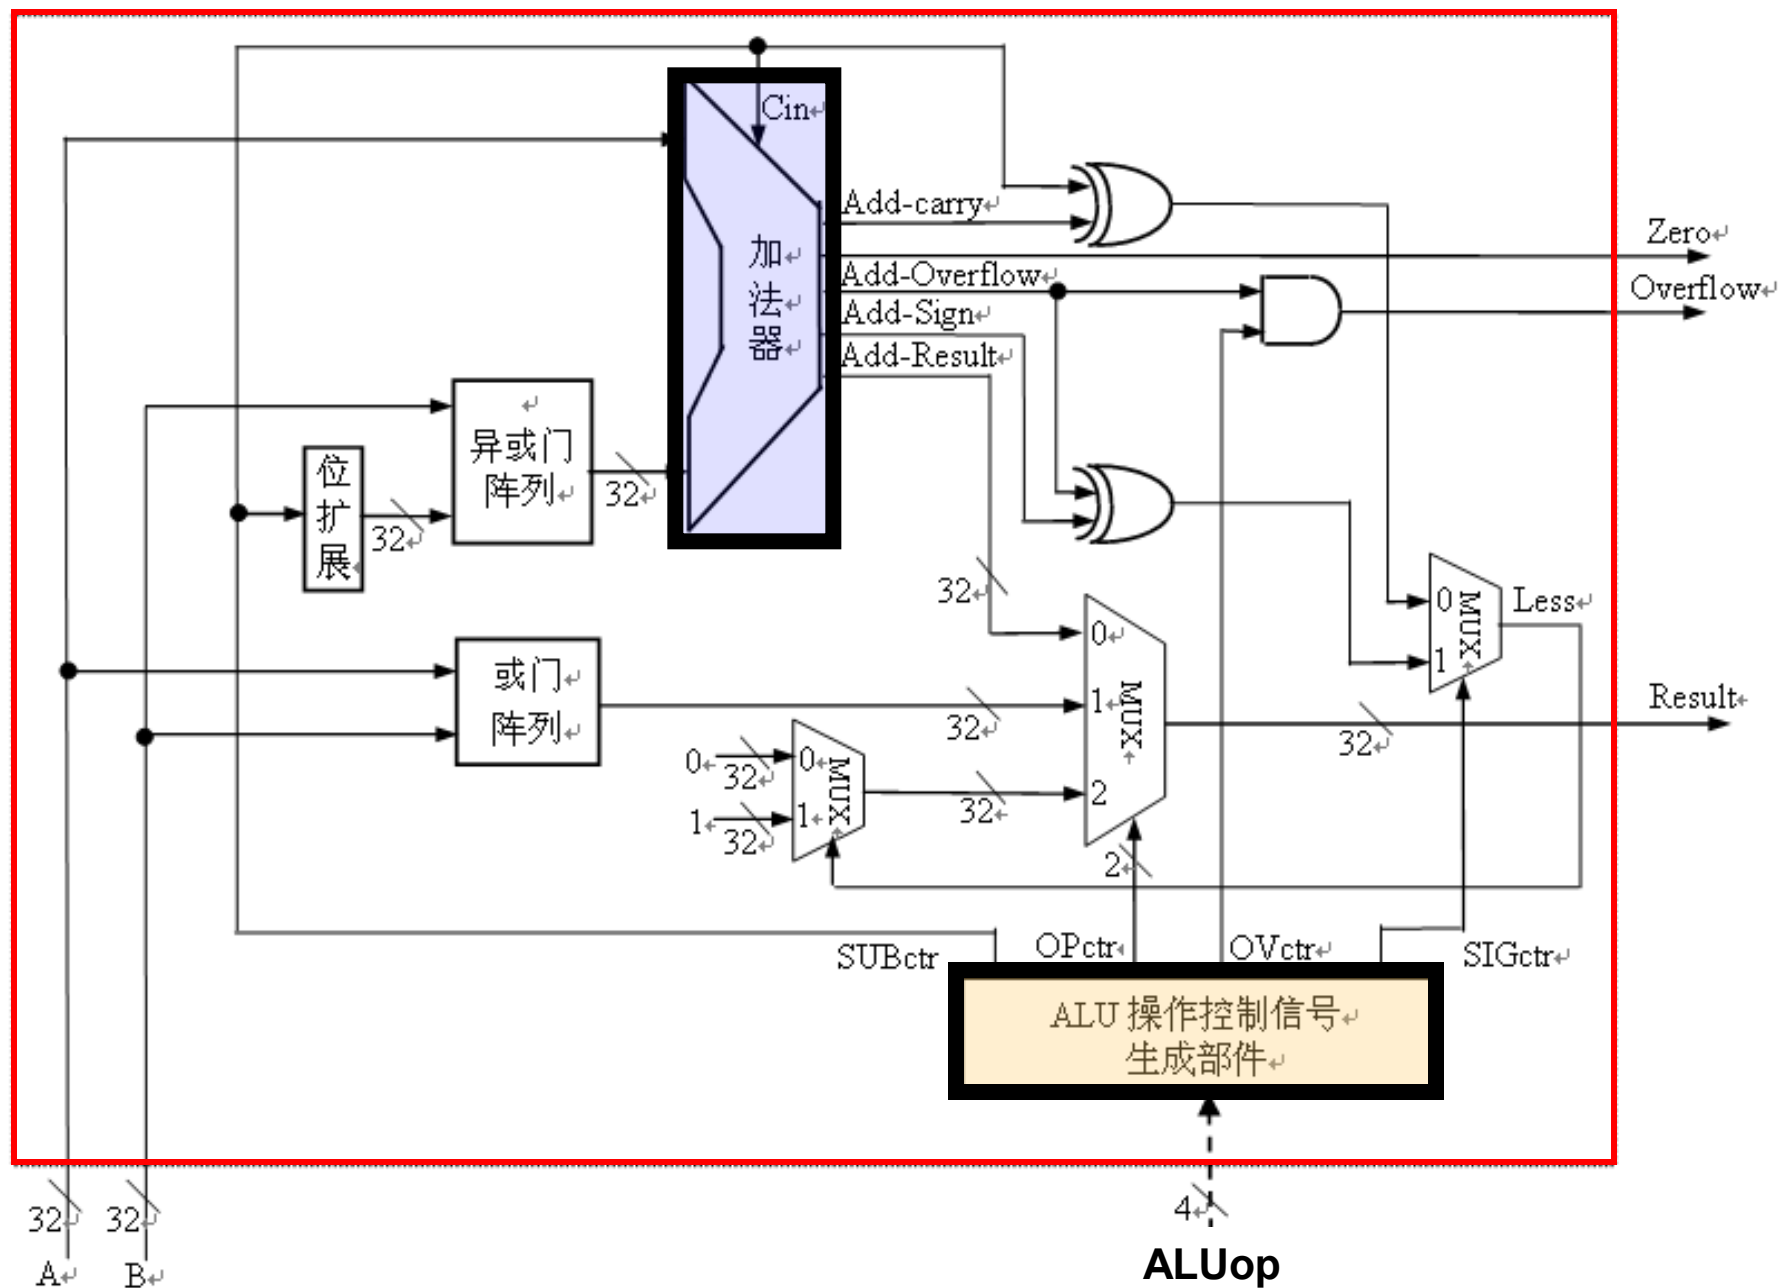 Cin
Add-carry
Zero
加
法
器
Add-Overflow
Overflow
Add-Sign
Add-Result
异或门
阵列
32
位
扩
展
32
32
0
MUX
1
Less
或门
阵列
0
1
2
MUX
32
32
Result
0
32
0
1
32
1
MUX
32
2
SUBctr
OPctr
OVctr
SIGctr
ALU 操作控制信号
生成部件
32
32
4
A
B
ALUop